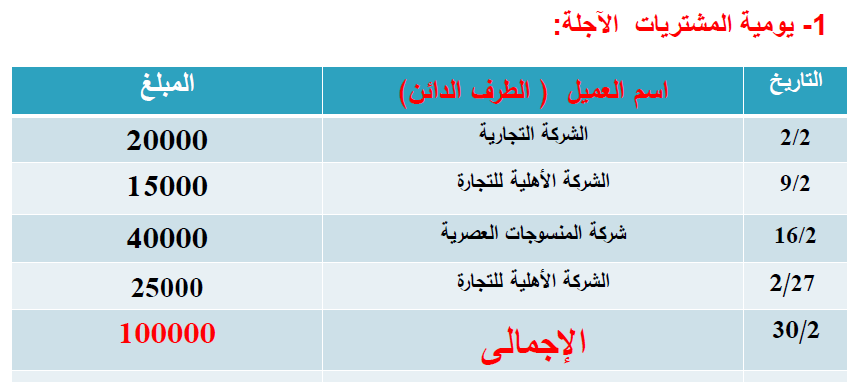 1- يومية المشتريات الآجلة:
التاريخ اسم العميل ( الطرف الدائن) المبلغ
2/2 الشركة التجارية 20000
9/2 الشركة الأهلية للتجارة 15000
16/2 شركة المنسوجات العصرية 40000
2/27 الشركة الأهلية للتجارة 25000
30/2 الإجمالى 100000